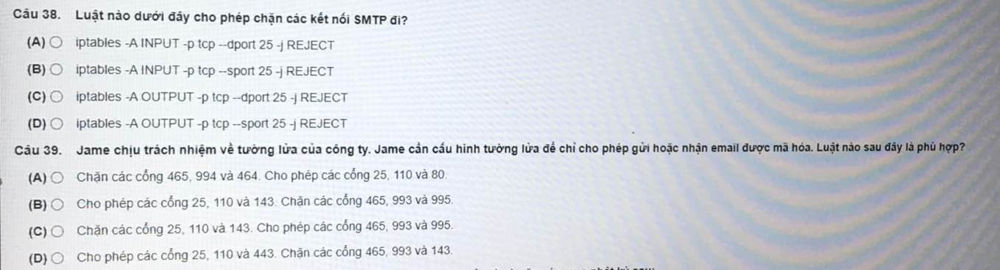 Câu 38. Luật nào dưới đây cho phép chặn các kết nối SMTP đi?
(A) iptables -A INPUT -p tcp --dport 25 -j REJECT
(B) iptables -A INPUT -p tcp --sport 25 -j REJECT
(C) iptables -A OUTPUT -p tcp --dport 25 -j REJECT
(D) iptables -A OUTPUT -p tcp --sport 25 -j REJECT
Câu 39. Jame chịu trách nhiệm về tường lửa của công ty. Jame cần cấu hình tường lửa để chỉ cho phép gửi hoặc nhận email được mã hóa. Luật nào sau đây là phù hợp?
(A) Chặn các cổng 465, 994 và 464. Cho phép các cổng 25, 110 và 80.
(B) Cho phép các cổng 25, 110 và 143. Chặn các cổng 465, 993 và 995.
(C) Chặn các cổng 25, 110 và 143. Cho phép các cổng 465, 993 và 995.
(D) Cho phép các cổng 25, 110 và 443. Chặn các cổng 465, 993 và 143.